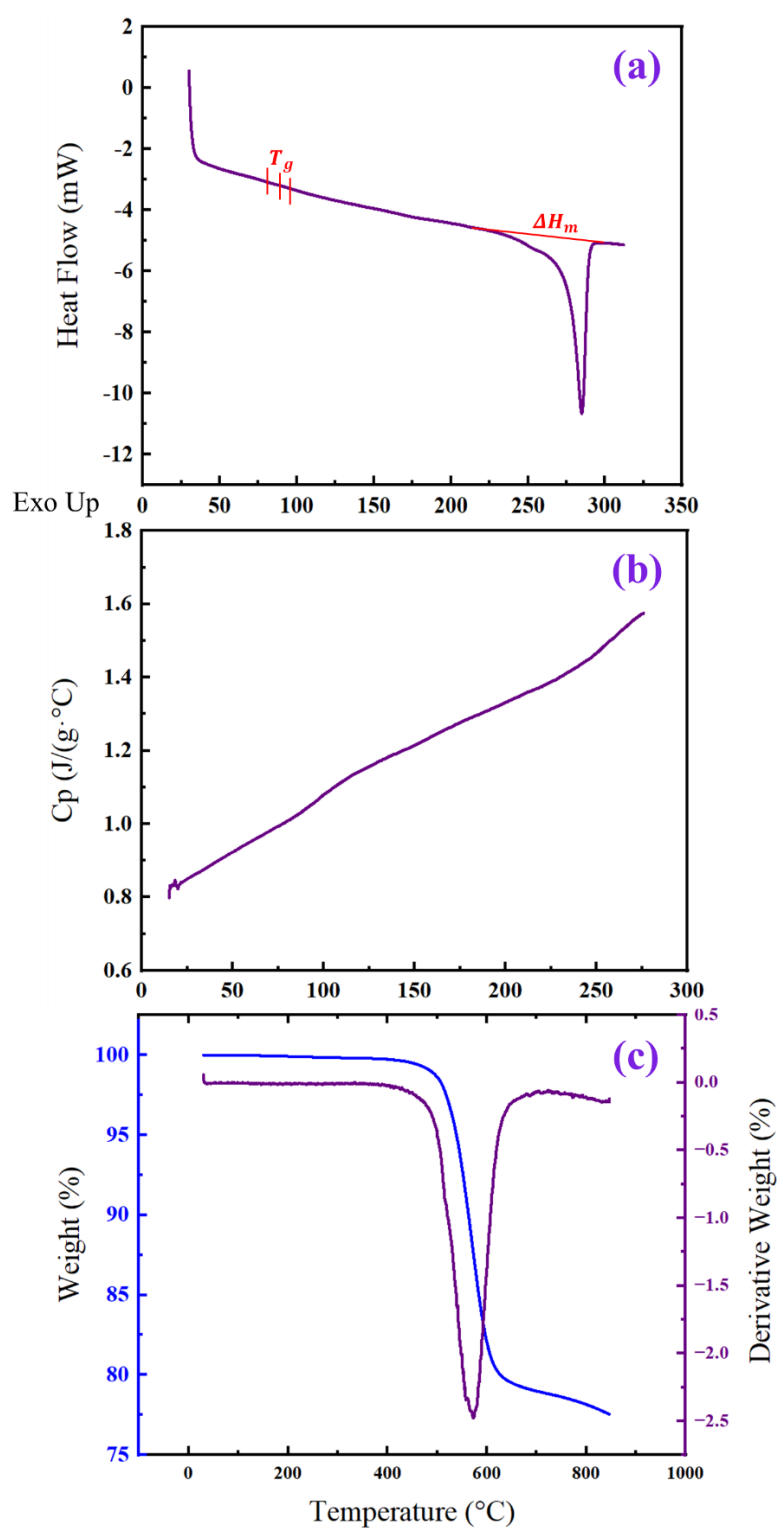 (a)
2
0
-2
-4
-6
-8
-10
-12
Heat Flow (mW)
T_g
ΔH_m
Exo Up
0 50 100 150 200 250 300 350
(b)
1.8
1.6
1.4
1.2
1.0
0.8
0.6
Cp (J/(g·°C)
0 50 100 150 200 250 300
(c)
100
95
90
85
80
75
Weight (%)
0.5
0.0
−0.5
−1.0
−1.5
−2.0
−2.5
Derivative Weight (%)
0 200 400 600 800 1000
Temperature (°C)